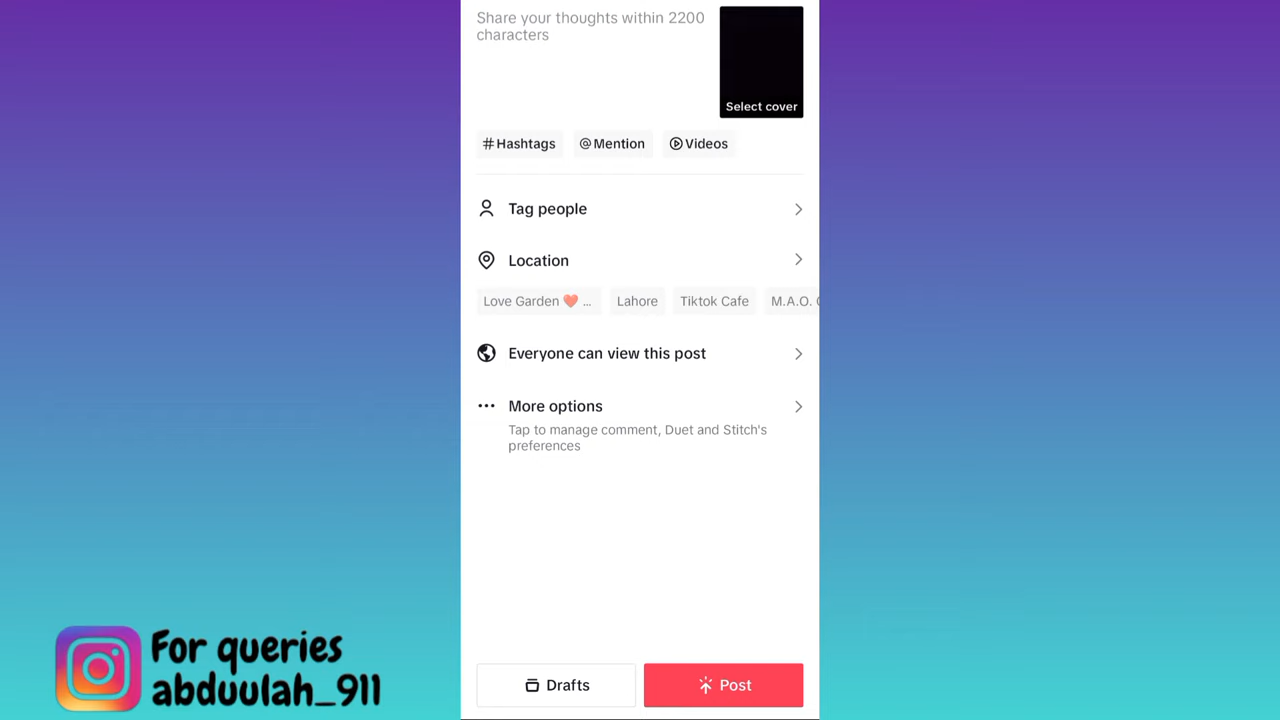 Share your thoughts within 2200
characters
Select cover
#Hashtags @Mention Videos
Tag people
Location
Love Garden ❤️ ... Lahore Tiktok Cafe M.A.O.
Everyone can view this post
More options
Tap to manage comment, Duet and Stitch's
preferences
Drafts Post
For queries
abduulah_911